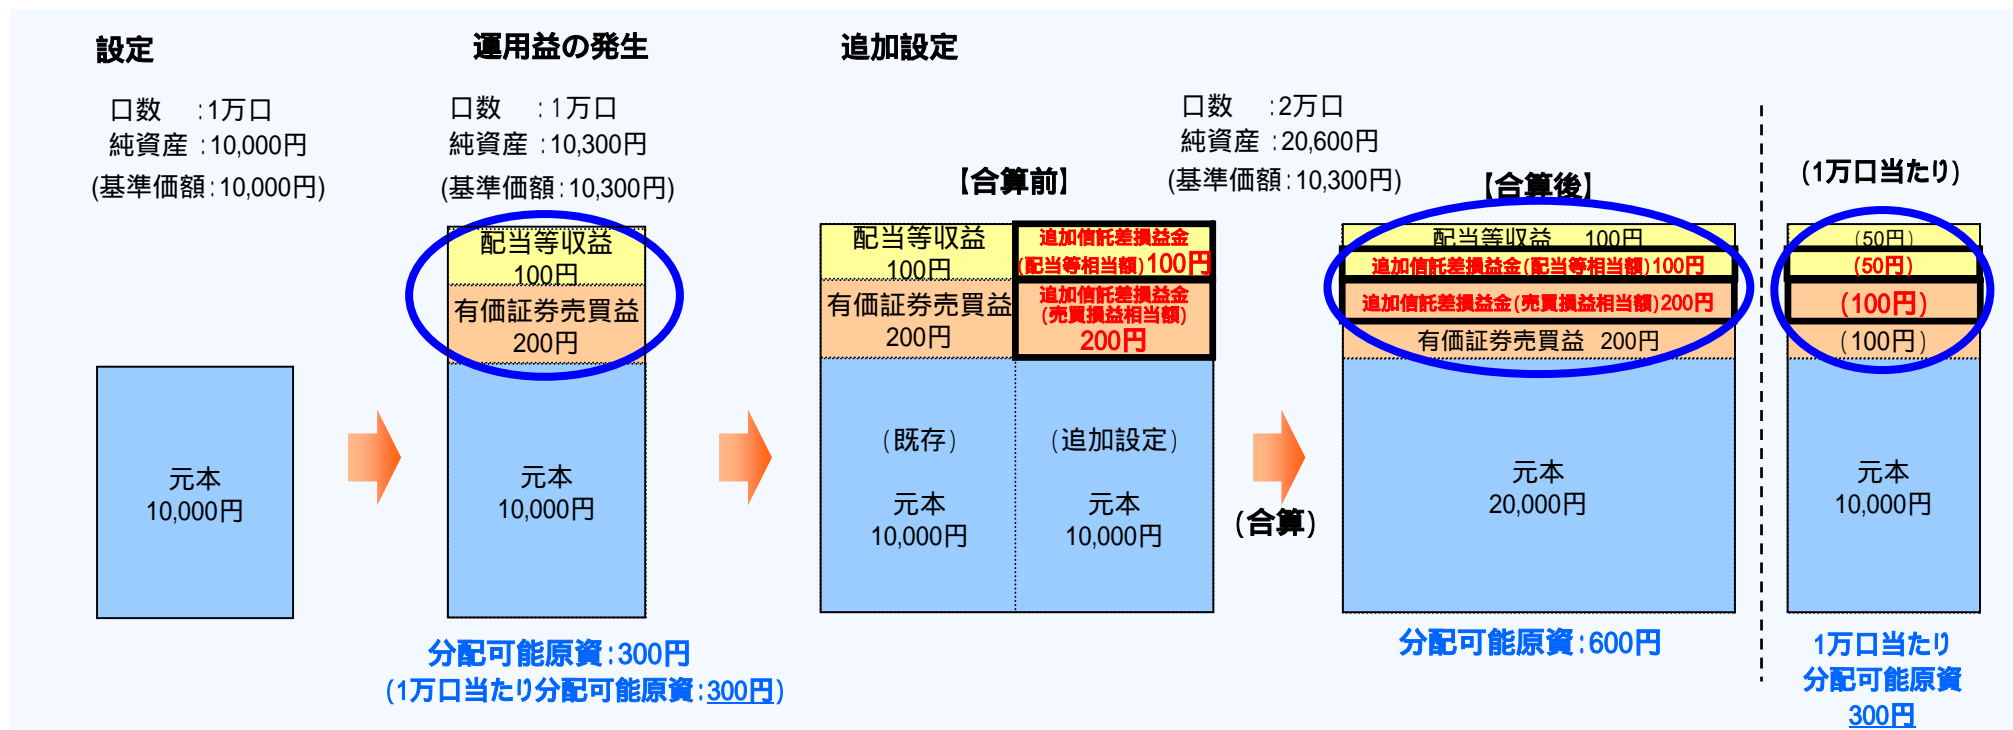 設定
口数　:1万口
純資産 :10,000円
(基準価額:10,000円)
元本
10,000円
運用益の発生
口数　:1万口
純資産 :10,300円
(基準価額:10,300円)
配当等収益
100円
有価証券売買益
200円
元本
10,000円
分配可能原資:300円
(1万口当たり分配可能原資:300円)
追加設定
【合算前】
配当等収益
100円
有価証券売買益
200円
追加信託差損益金
(配当等相当額)100円
追加信託差損益金
(売買損益相当額)
200円
(既存)
元本
10,000円
(追加設定)
元本
10,000円
(合算)
口数　:2万口
純資産 :20,600円
(基準価額:10,300円)
【合算後】
配当等収益　100円
追加信託差損益金(配当等相当額)100円
追加信託差損益金(売買損益相当額)200円
有価証券売買益 200円
元本
20,000円
分配可能原資:600円
(1万口当たり)
(50円)
(50円)
(100円)
(100円)
元本
10,000円
1万口当たり
分配可能原資
300円